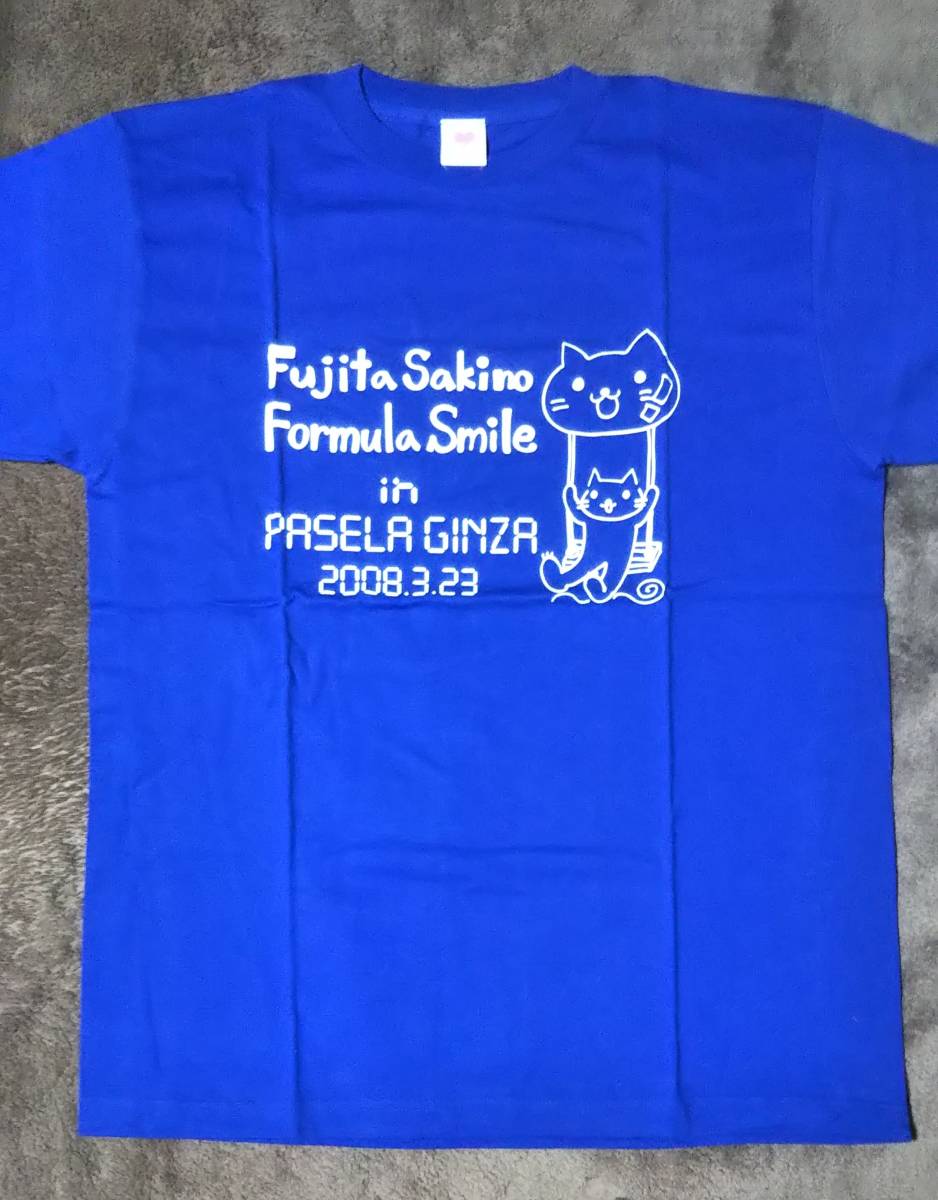 Fujita Sakino
Formula Smile
in
PASELA GINZA
2008.3.23